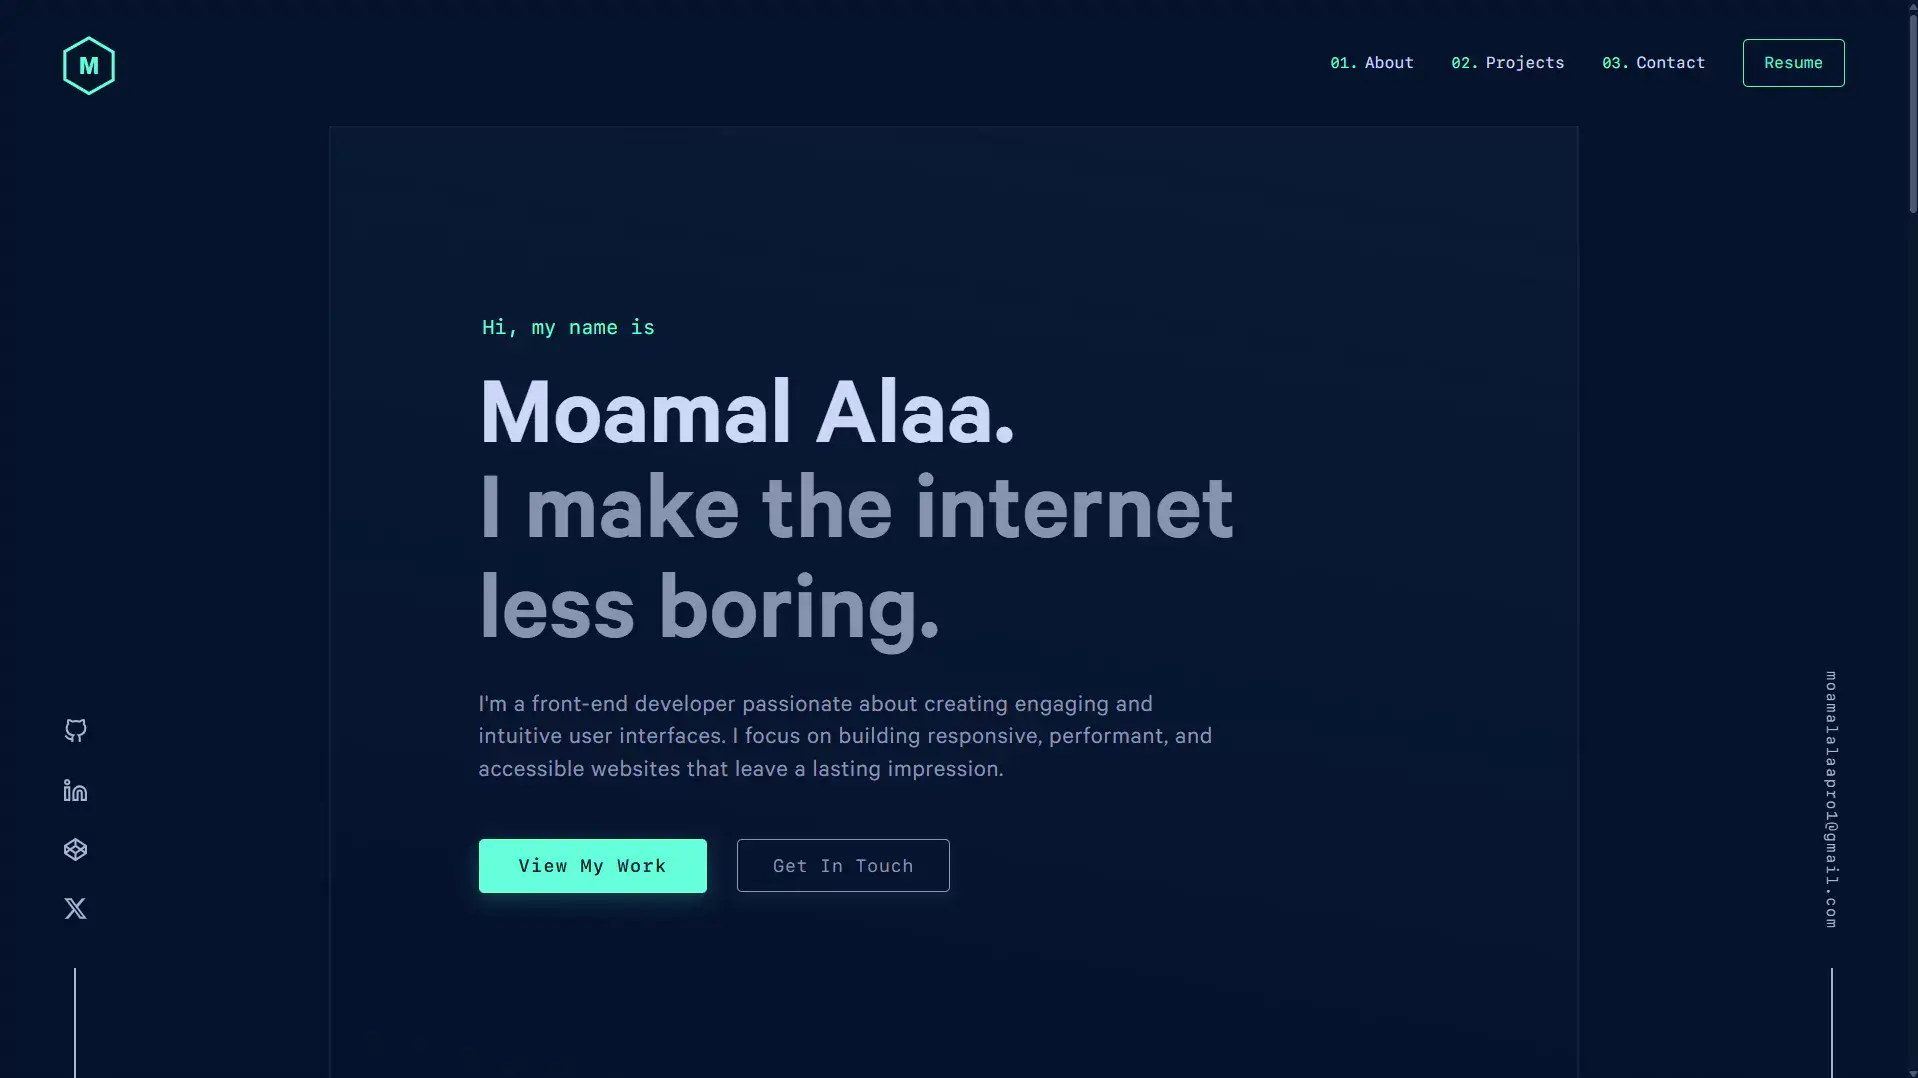 M
01. About
02. Projects
03. Contact
Resume
Hi, my name is
Moamal Alaa.
I make the internet
less boring.
I'm a front-end developer passionate about creating engaging and
intuitive user interfaces. I focus on building responsive, performant, and
accessible websites that leave a lasting impression.
View My Work
Get In Touch
moamalalaapro1@gmail.com